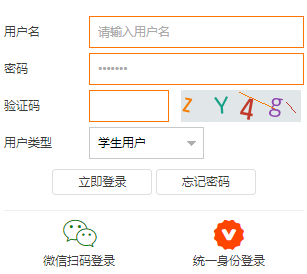 用户名 请输入用户名
密码 •••••••
验证码 ZY4g
用户类型 学生用户
立即登录 忘记密码
微信扫码登录 统一身份登录